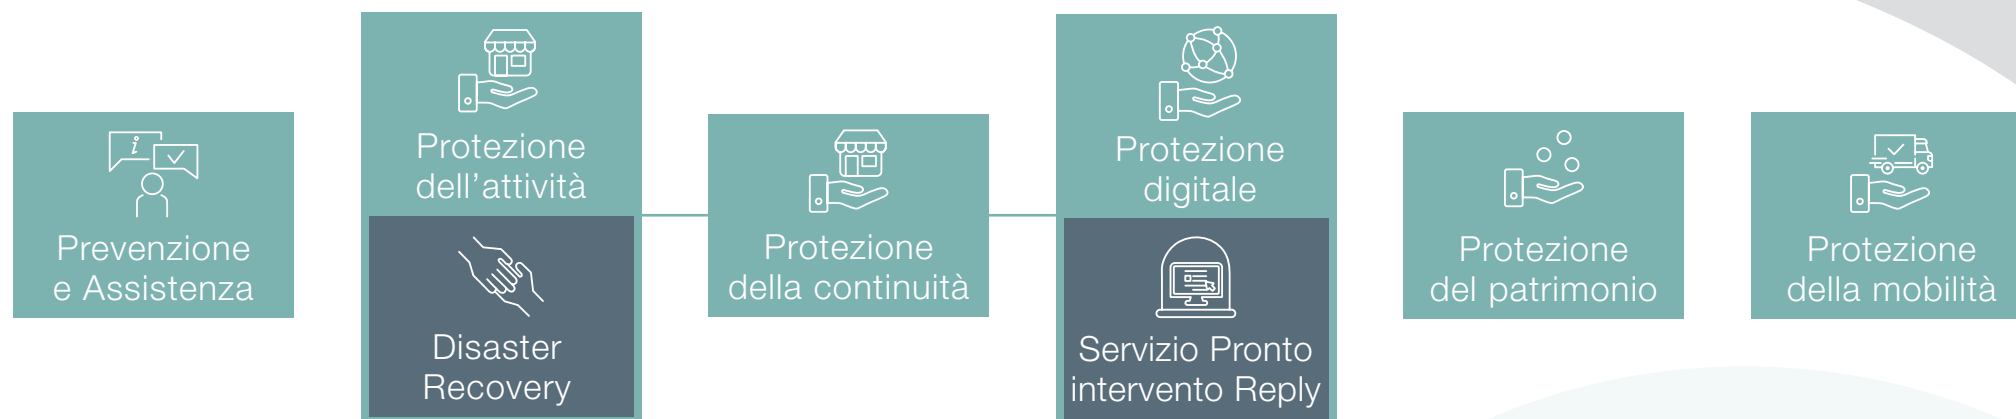 Prevenzione
e Assistenza
Protezione
dell'attività
Disaster
Recovery
Protezione
della continuità
Protezione
digitale
Servizio Pronto
intervento Reply
Protezione
del patrimonio
Protezione
della mobilità